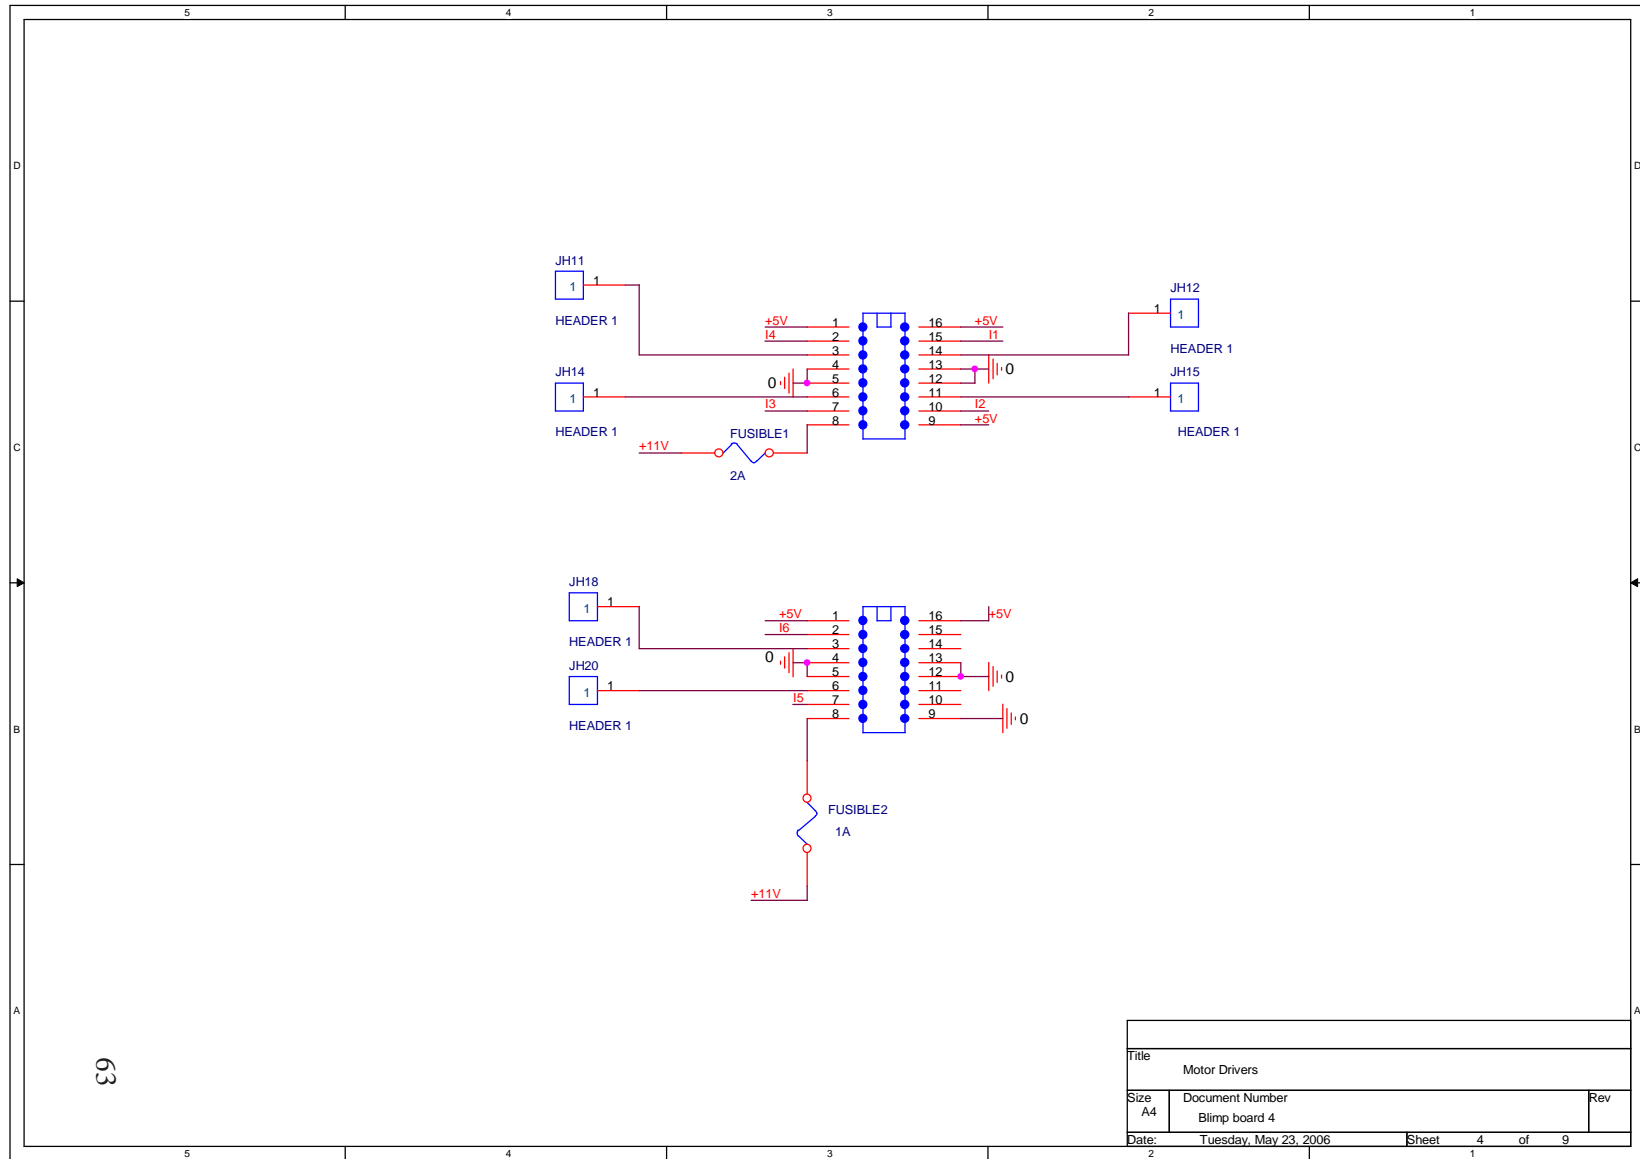 5 4 3 2 1
D D
JH11
1 1
HEADER 1
JH12
1 1
HEADER 1
+5V 1 16 +5V
I4 2 15 I1
3 14
4 13 0
0 5 12
6 11
I3 7 10 I2
8 9 +5V
JH14
1 1
HEADER 1
JH15
1 1
HEADER 1
C C
FUSIBLE1
+11V
2A
JH18
1 1
HEADER 1
JH20
1 1
HEADER 1
+5V 1 16 +5V
I6 2 15
3 14
0 4 13
5 12 0
6 11
I5 7 10
8 9 0
B B
FUSIBLE2
1A
+11V
A A
63
Title
Motor Drivers
Size Document Number Rev
A4 Blimp board 4
Date: Tuesday, May 23, 2006 Sheet 4 of 9
5 4 3 2 1